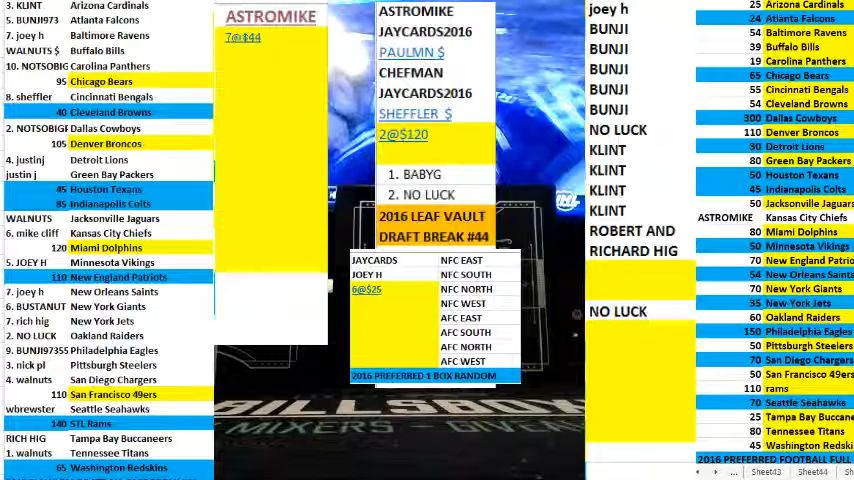 3. KLINT Arizona Cardinals
5. BUNJI973 Atlanta Falcons
7. joey h Baltimore Ravens
WALNUTS $ Buffalo Bills
10. NOTSOBIG Carolina Panthers
95 Chicago Bears
8. sheffler Cincinnati Bengals
40 Cleveland Browns
2. NOTSOBIGF Dallas Cowboys
105 Denver Broncos
4. justinj Detroit Lions
justin j Green Bay Packers
45 Houston Texans
85 Indianapolis Colts
WALNUTS Jacksonville Jaguars
6. mike cliff Kansas City Chiefs
120 Miami Dolphins
5. JOEY H Minnesota Vikings
110 New England Patriots
7. joey h New Orleans Saints
6. BUSTANUT New York Giants
7. rich hig New York Jets
2. NO LUCK Oakland Raiders
9. BUNJI97355 Philadelphia Eagles
3. nick pl Pittsburgh Steelers
4. walnuts San Diego Chargers
110 San Francisco 49ers
wbrewster Seattle Seahawks
140 STL Rams
RICH HIG Tampa Bay Buccaneers
1. walnuts Tennessee Titans
65 Washington Redskins
ASTROMIKE
7@$44
ASTROMIKE
JAYCARDS2016
PAULMN $
CHEFMAN
JAYCARDS2016
SHEFFLER $
2@$120
1. BABYG
2. NO LUCK
2016 LEAF VAULT
DRAFT BREAK #44
JAYCARDS NFC EAST
JOEY H NFC SOUTH
6@$25 NFC NORTH
NFC WEST
AFC EAST
AFC SOUTH
AFC NORTH
AFC WEST
2016 PREFERRED 1 BOX RANDOM
joey h
BUNJI
BUNJI
BUNJI
BUNJI
BUNJI
NO LUCK
KLINT
KLINT
KLINT
KLINT
ROBERT AND
RICHARD HIG
NO LUCK
25 Arizona Cardinals
24 Atlanta Falcons
54 Baltimore Ravens
39 Buffalo Bills
19 Carolina Panthers
65 Chicago Bears
55 Cincinnati Bengals
54 Cleveland Browns
300 Dallas Cowboys
110 Denver Broncos
30 Detroit Lions
80 Green Bay Packers
50 Houston Texans
45 Indianapolis Colts
50 Jacksonville Jaguars
ASTROMIKE Kansas City Chiefs
80 Miami Dolphins
50 Minnesota Vikings
70 New England Patriots
54 New Orleans Saints
70 New York Giants
35 New York Jets
60 Oakland Raiders
150 Philadelphia Eagles
50 Pittsburgh Steelers
70 San Diego Chargers
50 San Francisco 49ers
110 rams
70 Seattle Seahawks
25 Tampa Bay Buccane
80 Tennessee Titans
45 Washington Redski
2016 PREFERRED FOOTBALL FULL
... Sheet43 Sheet44 Sh